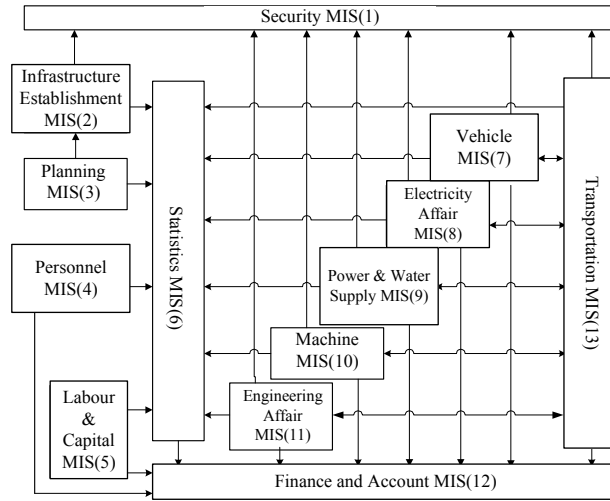 Security MIS(1)
Infrastructure
Establishment
MIS(2)
Planning
MIS(3)
Personnel
MIS(4)
Labour
&
Capital
MIS(5)
Statistics MIS(6)
Vehicle
MIS(7)
Electricity
Affair
MIS(8)
Power & Water
Supply MIS(9)
Machine
MIS(10)
Engineering
Affair
MIS(11)
Finance and Account MIS(12)
Transportation MIS(13)